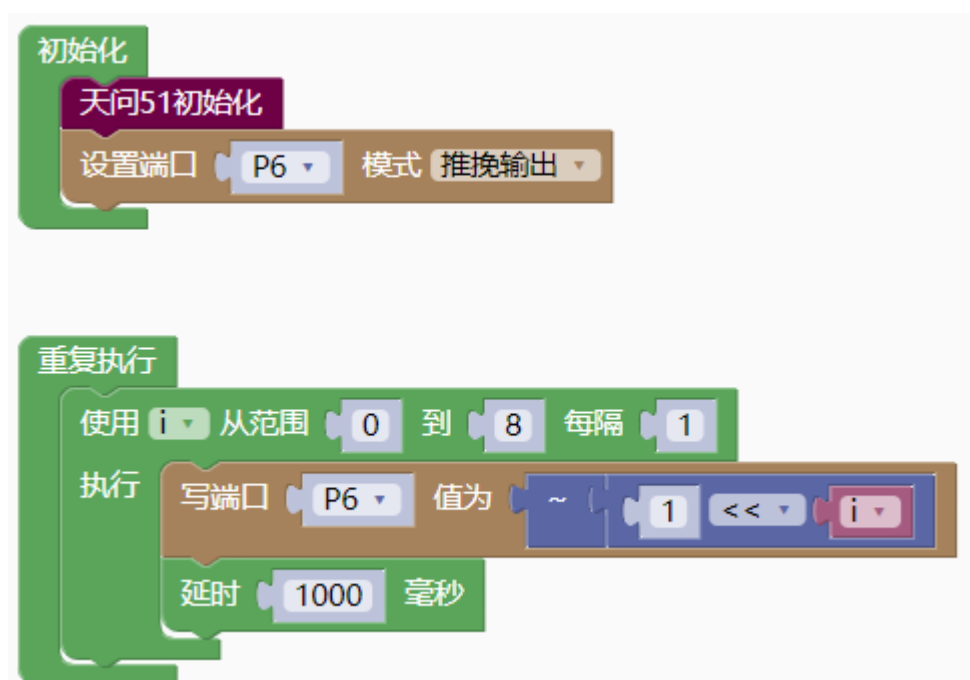 初始化
天问51初始化
设置端口 P6 模式 推挽输出
重复执行
使用 i 从范围 0 到 8 每隔 1
执行 写端口 P6 值为 ~ 1 << i
延时 1000 毫秒